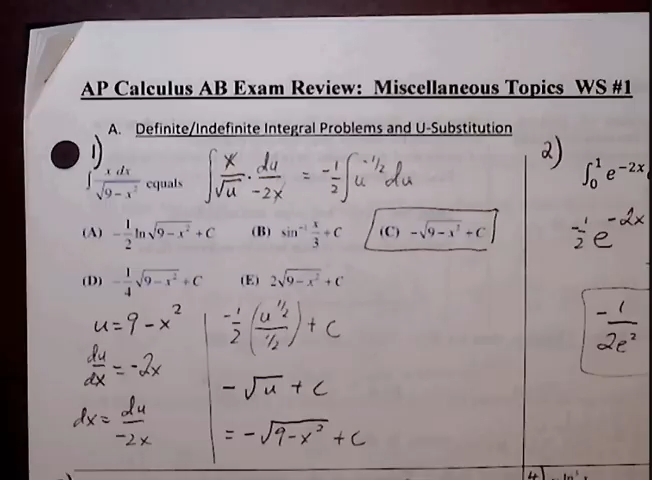 AP Calculus AB Exam Review: Miscellaneous Topics WS #1
A. Definite/Indefinite Integral Problems and U-Substitution
1)
∫ x dx/√(9-x²) equals
∫ x/√u · du/-2x = -1/2 ∫ u^(-1/2) du
(A) -1/2 ln√(9-x²) + C (B) sin⁻¹ x/3 + C (C) -√(9-x²) + C
(D) -1/4 √(9-x²) + C (E) 2√(9-x²) + C
u = 9 - x²
du/dx = -2x
dx = du/-2x
-1/2 (u^(1/2)/(1/2)) + C
-√u + C
= -√(9-x²) + C
2)
∫₀¹ e^(-2x)
-1/2 e^(-2x)
-1/2e²
4)